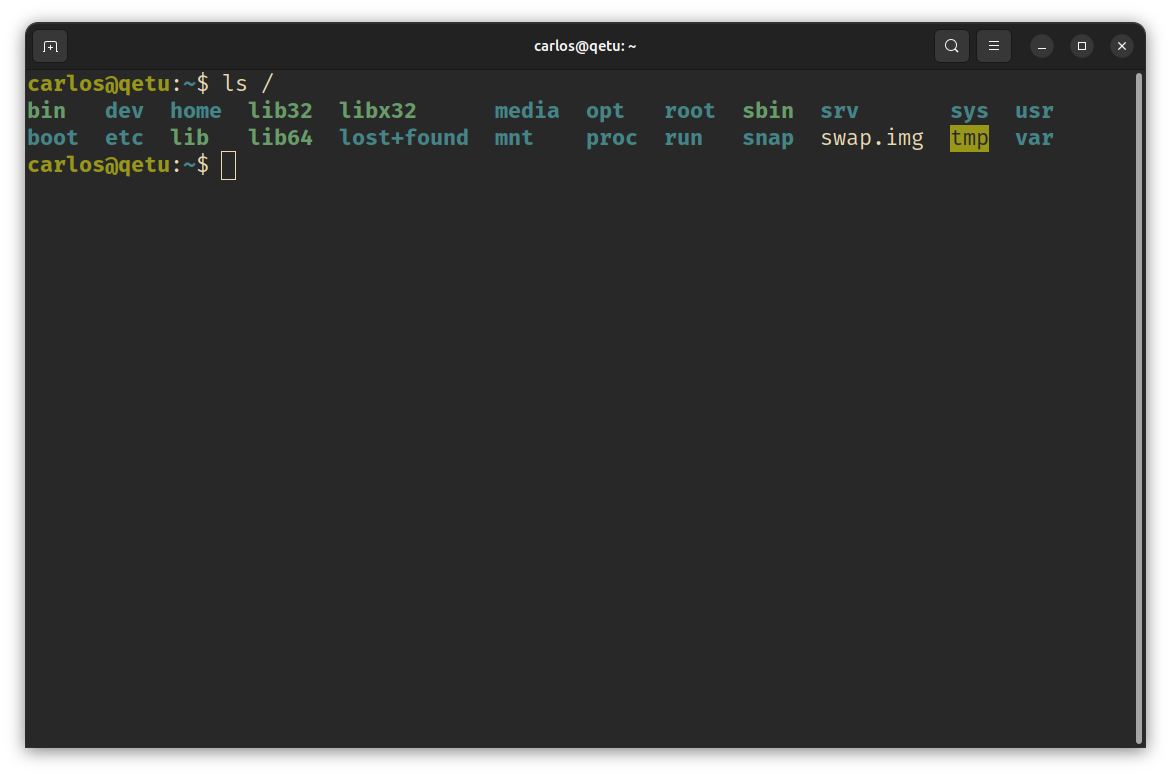 carlos@qetu: ~
carlos@qetu:~$ ls /
bin   dev  home  lib32  libx32      media  opt   root  sbin  srv       sys  usr
boot  etc  lib   lib64  lost+found  mnt    proc  run   snap  swap.img  tmp  var
carlos@qetu:~$